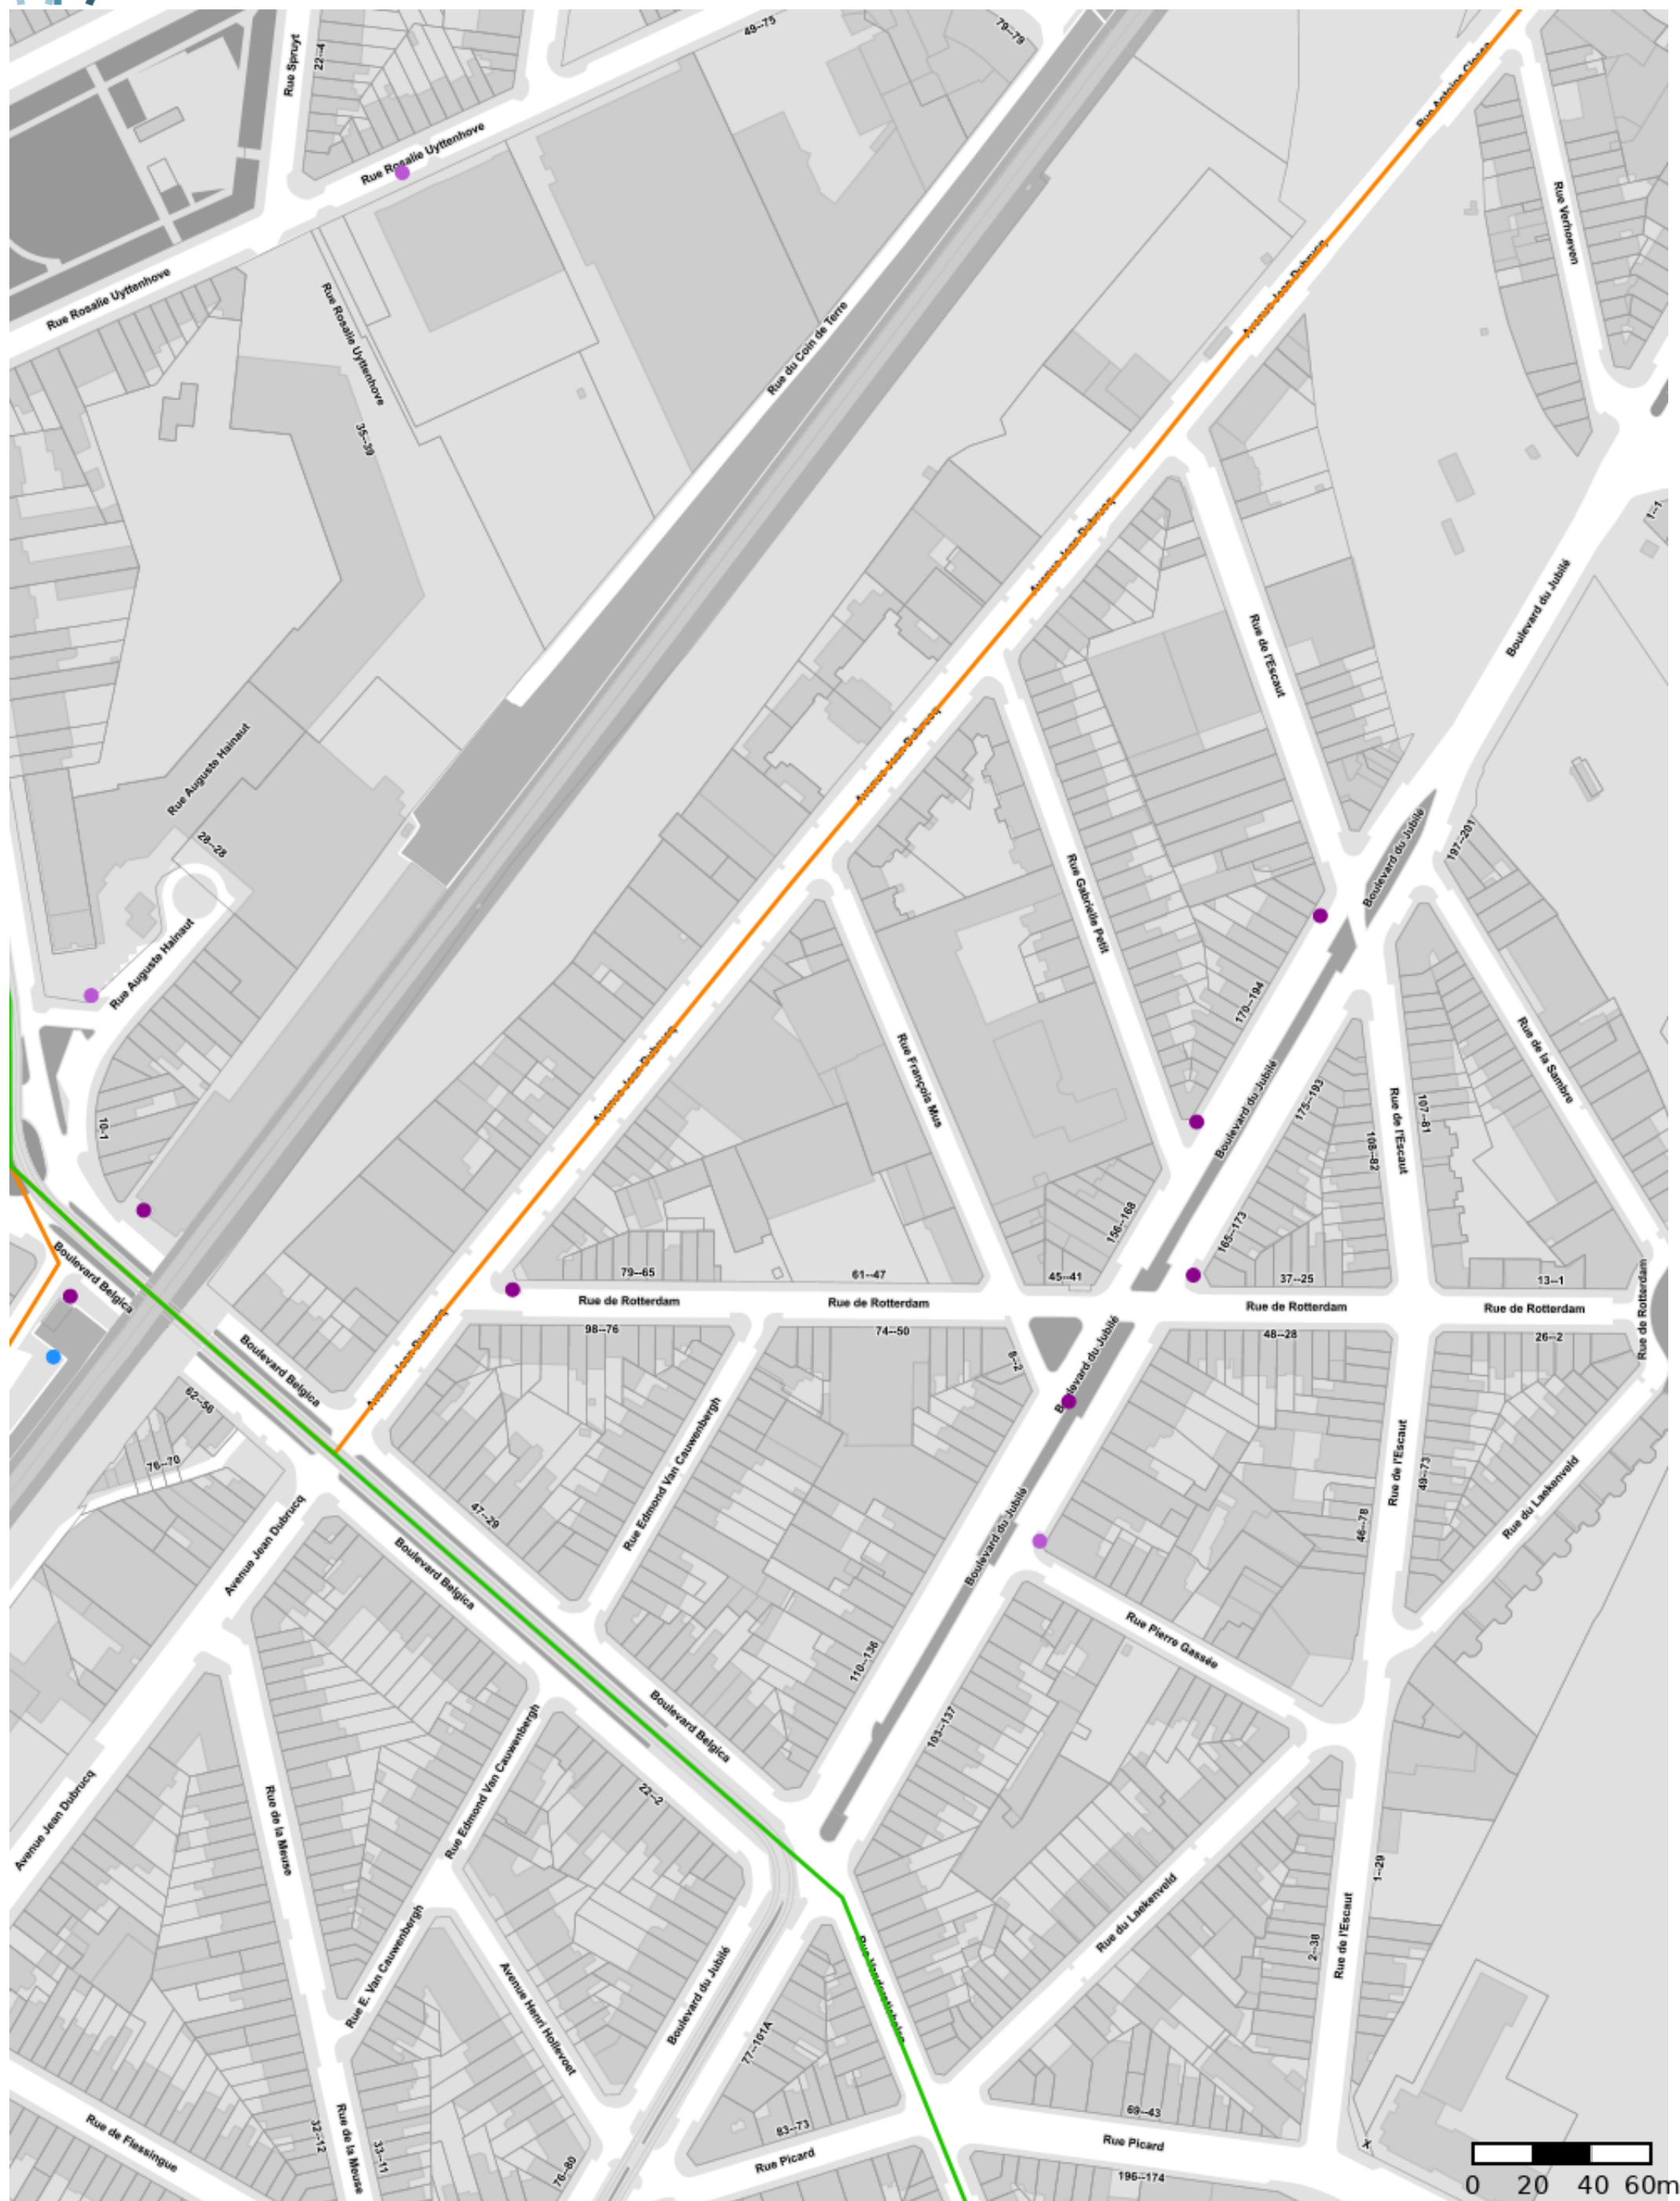 49--75
79--79
Rue Spruyt
22--4
Rue Antoine Clesse
Rue Rosalie Uyttenhove
Rue Verhoeven
Rue Rosalie Uyttenhove
Avenue Jean Dubrucq
Rue Rosalie Uyttenhove
Rue du Coin de Terre
35--39
1--1
Avenue Jean Dubrucq
Boulevard du Jubilé
Rue de l'Escaut
Rue Auguste Hainaut
Avenue Jean Dubrucq
28--28
Boulevard du Jubilé
197--201
Rue Gabrielle Petit
Rue Auguste Hainaut
170--194
Avenue Jean Dubrucq
Rue François Mus
Rue de la Sambre
Boulevard du Jubilé
175--193
10-1
Rue de l'Escaut
107--81
108--82
156--168
165--173
Boulevard Belgica
79--65
61--47
45--41
37--25
13--1
Rue de Rotterdam
Rue de Rotterdam
Rue de Rotterdam
Rue de Rotterdam
Rue de Rotterdam
98--76
74--50
48--28
26--2
Avenue Jean Dubrucq
Boulevard Belgica
8--2
Boulevard du Jubilé
62--56
76--70
Rue Edmond Van Cauwenbergh
Rue de l'Escaut
49--73
Rue du Laekenveld
47--29
46--78
Avenue Jean Dubrucq
Boulevard Belgica
Boulevard du Jubilé
Rue Pierre Gassée
110--136
Boulevard Belgica
103--137
Rue Edmond Van Cauwenbergh
22--2
Avenue Jean Dubrucq
Rue de la Meuse
1--29
Rue du Laekenveld
Rue de l'Escaut
2--38
Rue E. Van Cauwenbergh
Rue Vandenstichelen
Boulevard du Jubilé
Avenue Henri Hollevoet
77--101A
69--43
83--73
Rue de Flessingue
32--12
Rue de la Meuse
33--11
76--80
Rue Picard
Rue Picard
196--174
X
0 20 40 60m